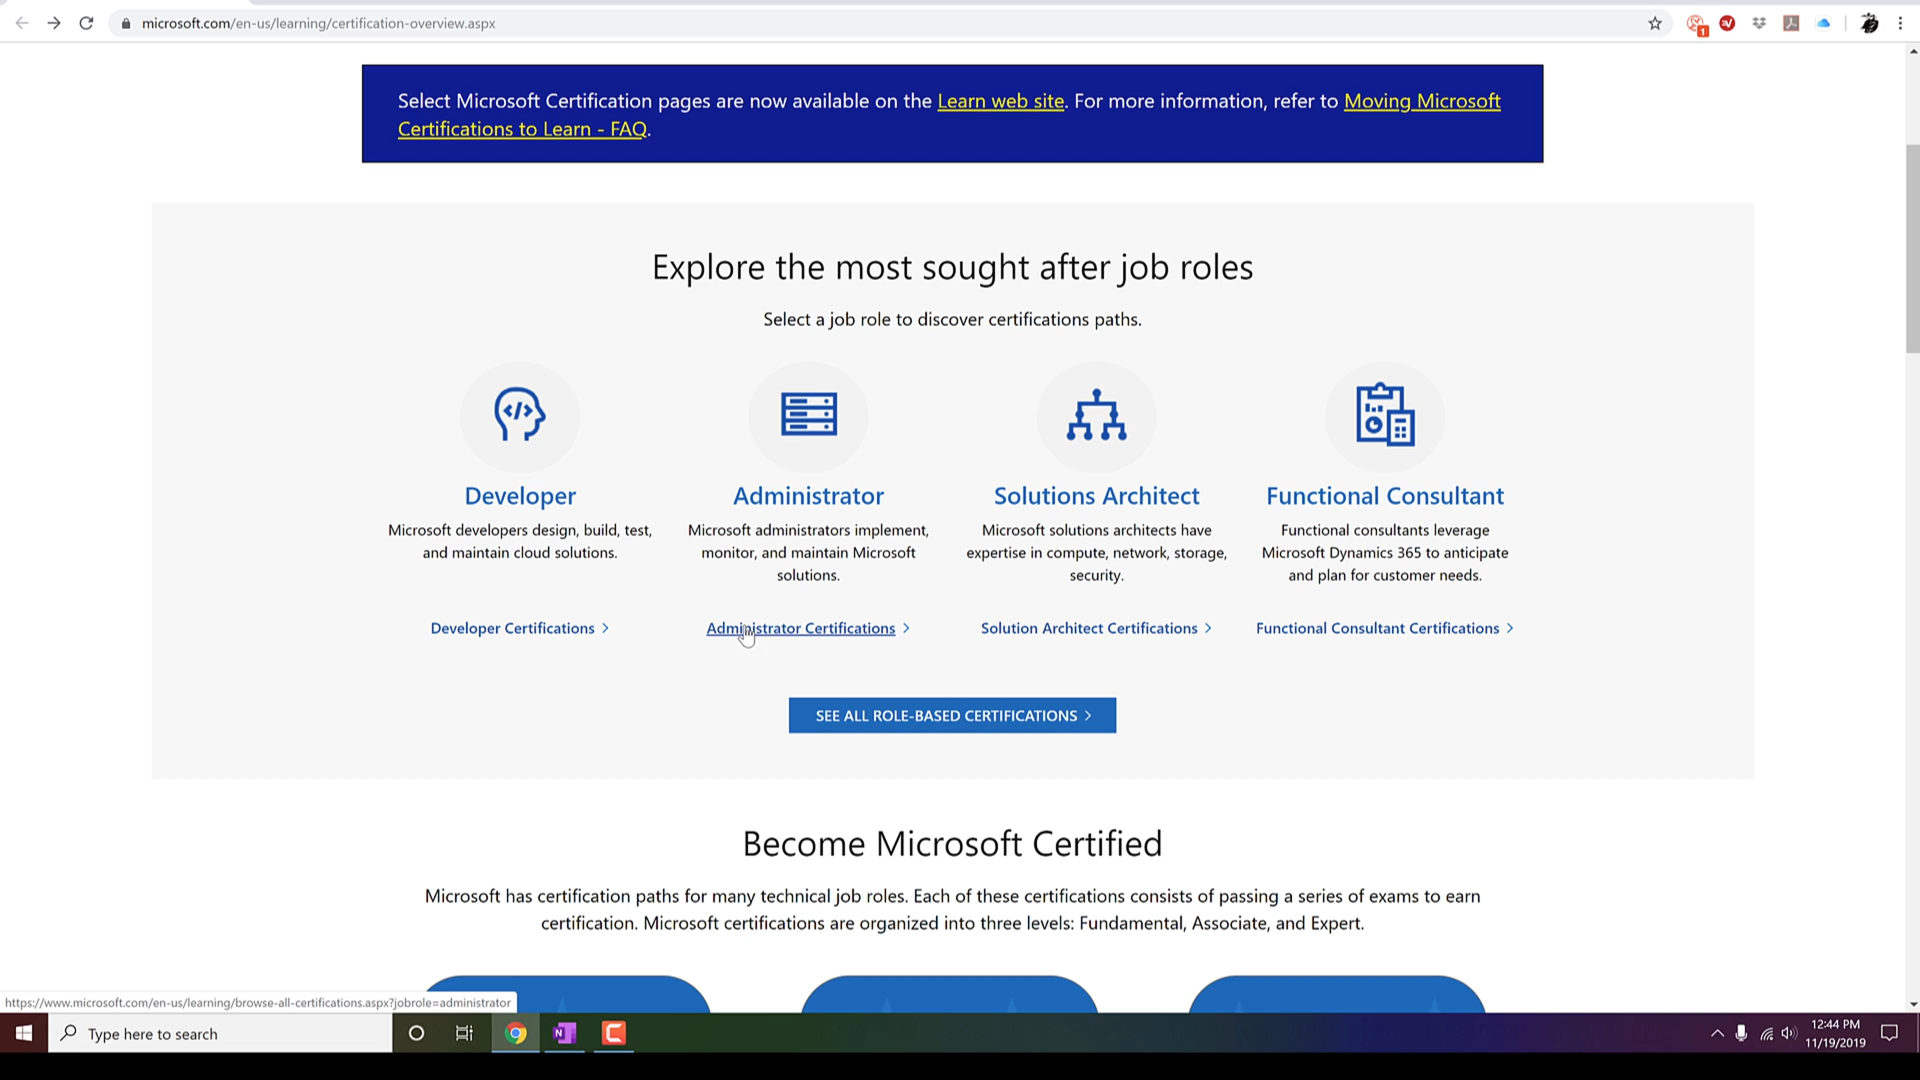 microsoft.com/en-us/learning/certification-overview.aspx
1
Select Microsoft Certification pages are now available on the Learn web site. For more information, refer to Moving Microsoft
Certifications to Learn - FAQ.
Explore the most sought after job roles
Select a job role to discover certifications paths.
Developer
Microsoft developers design, build, test,
and maintain cloud solutions.
Developer Certifications >
Administrator
Microsoft administrators implement,
monitor, and maintain Microsoft
solutions.
Administrator Certifications >
Solutions Architect
Microsoft solutions architects have
expertise in compute, network, storage,
security.
Solution Architect Certifications >
Functional Consultant
Functional consultants leverage
Microsoft Dynamics 365 to anticipate
and plan for customer needs.
Functional Consultant Certifications >
SEE ALL ROLE-BASED CERTIFICATIONS >
Become Microsoft Certified
Microsoft has certification paths for many technical job roles. Each of these certifications consists of passing a series of exams to earn
certification. Microsoft certifications are organized into three levels: Fundamental, Associate, and Expert.
https://www.microsoft.com/en-us/learning/browse-all-certifications.aspx?jobrole=administrator
Type here to search
12:44 PM
11/19/2019